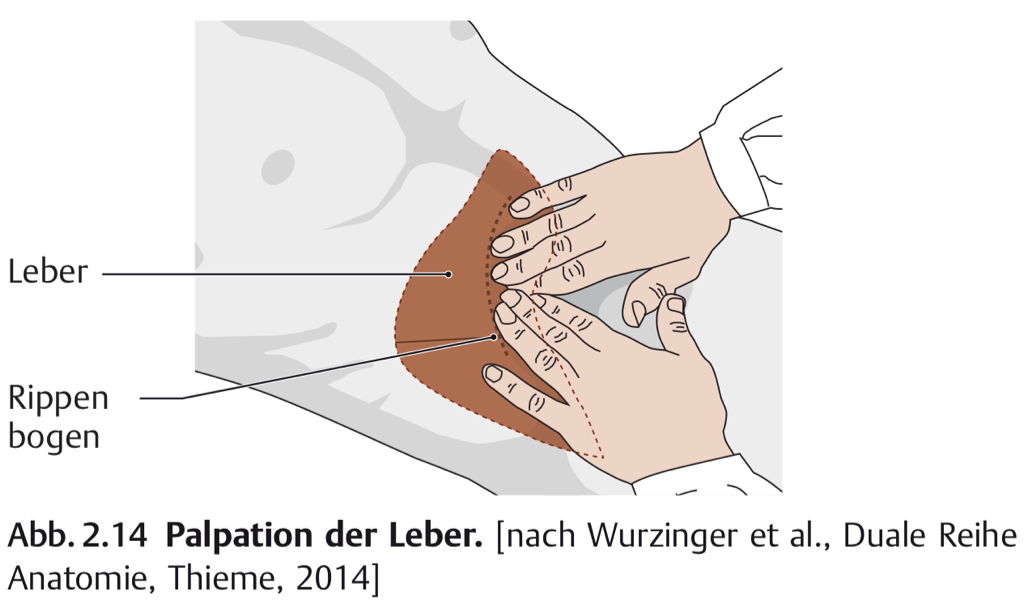 Leber
Rippen
bogen
Abb. 2.14 Palpation der Leber. [nach Wurzinger et al., Duale Reihe
Anatomie, Thieme, 2014]